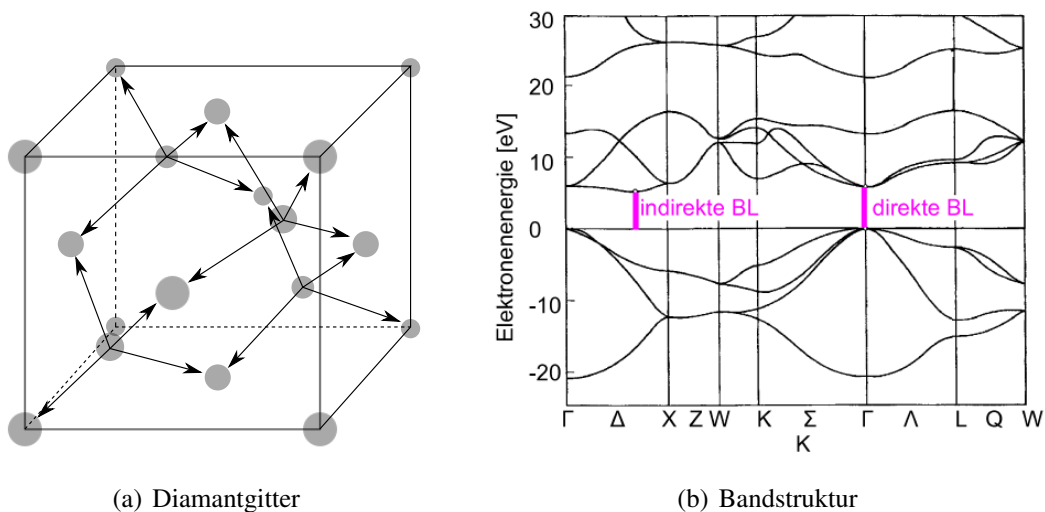 30
20
10
0
-10
-20
Elektronenenergie [eV]
indirekte BL
direkte BL
Γ Δ X Z W K Σ Γ Λ L Q W
K
(a) Diamantgitter
(b) Bandstruktur